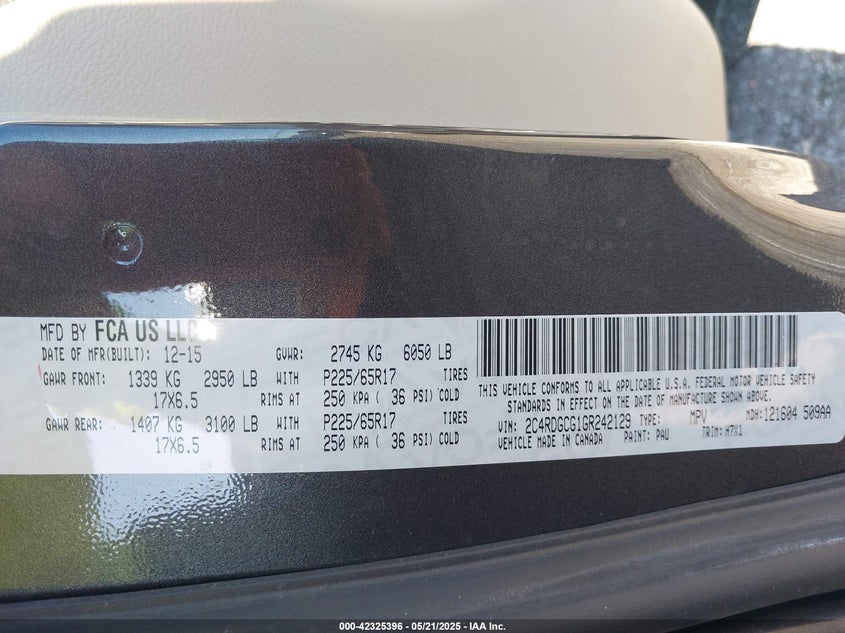 MFD BY FCA US LLC
DATE OF MFR(BUILT): 12-15 GVWR: 2745 KG 6050 LB
GAWR FRONT: 1339 KG 2950 LB WITH P225/65R17 TIRES
17X6.5 RIMS AT 250 KPA ( 36 PSI) COLD
GAWR REAR: 1407 KG 3100 LB WITH P225/65R17 TIRES
17X6.5 RIMS AT 250 KPA ( 36 PSI) COLD
THIS VEHICLE CONFORMS TO ALL APPLICABLE U.S.A. FEDERAL MOTOR VEHICLE SAFETY
STANDARDS IN EFFECT ON THE DATE OF MANUFACTURE SHOWN ABOVE.
VIN: 2C4RDGCG1GR242129 TYPE: MPV MDH: 121604 509AA
VEHICLE MADE IN CANADA PAINT: PAU TRIM:
000-42325396 - 05/21/2025 - IAA Inc.